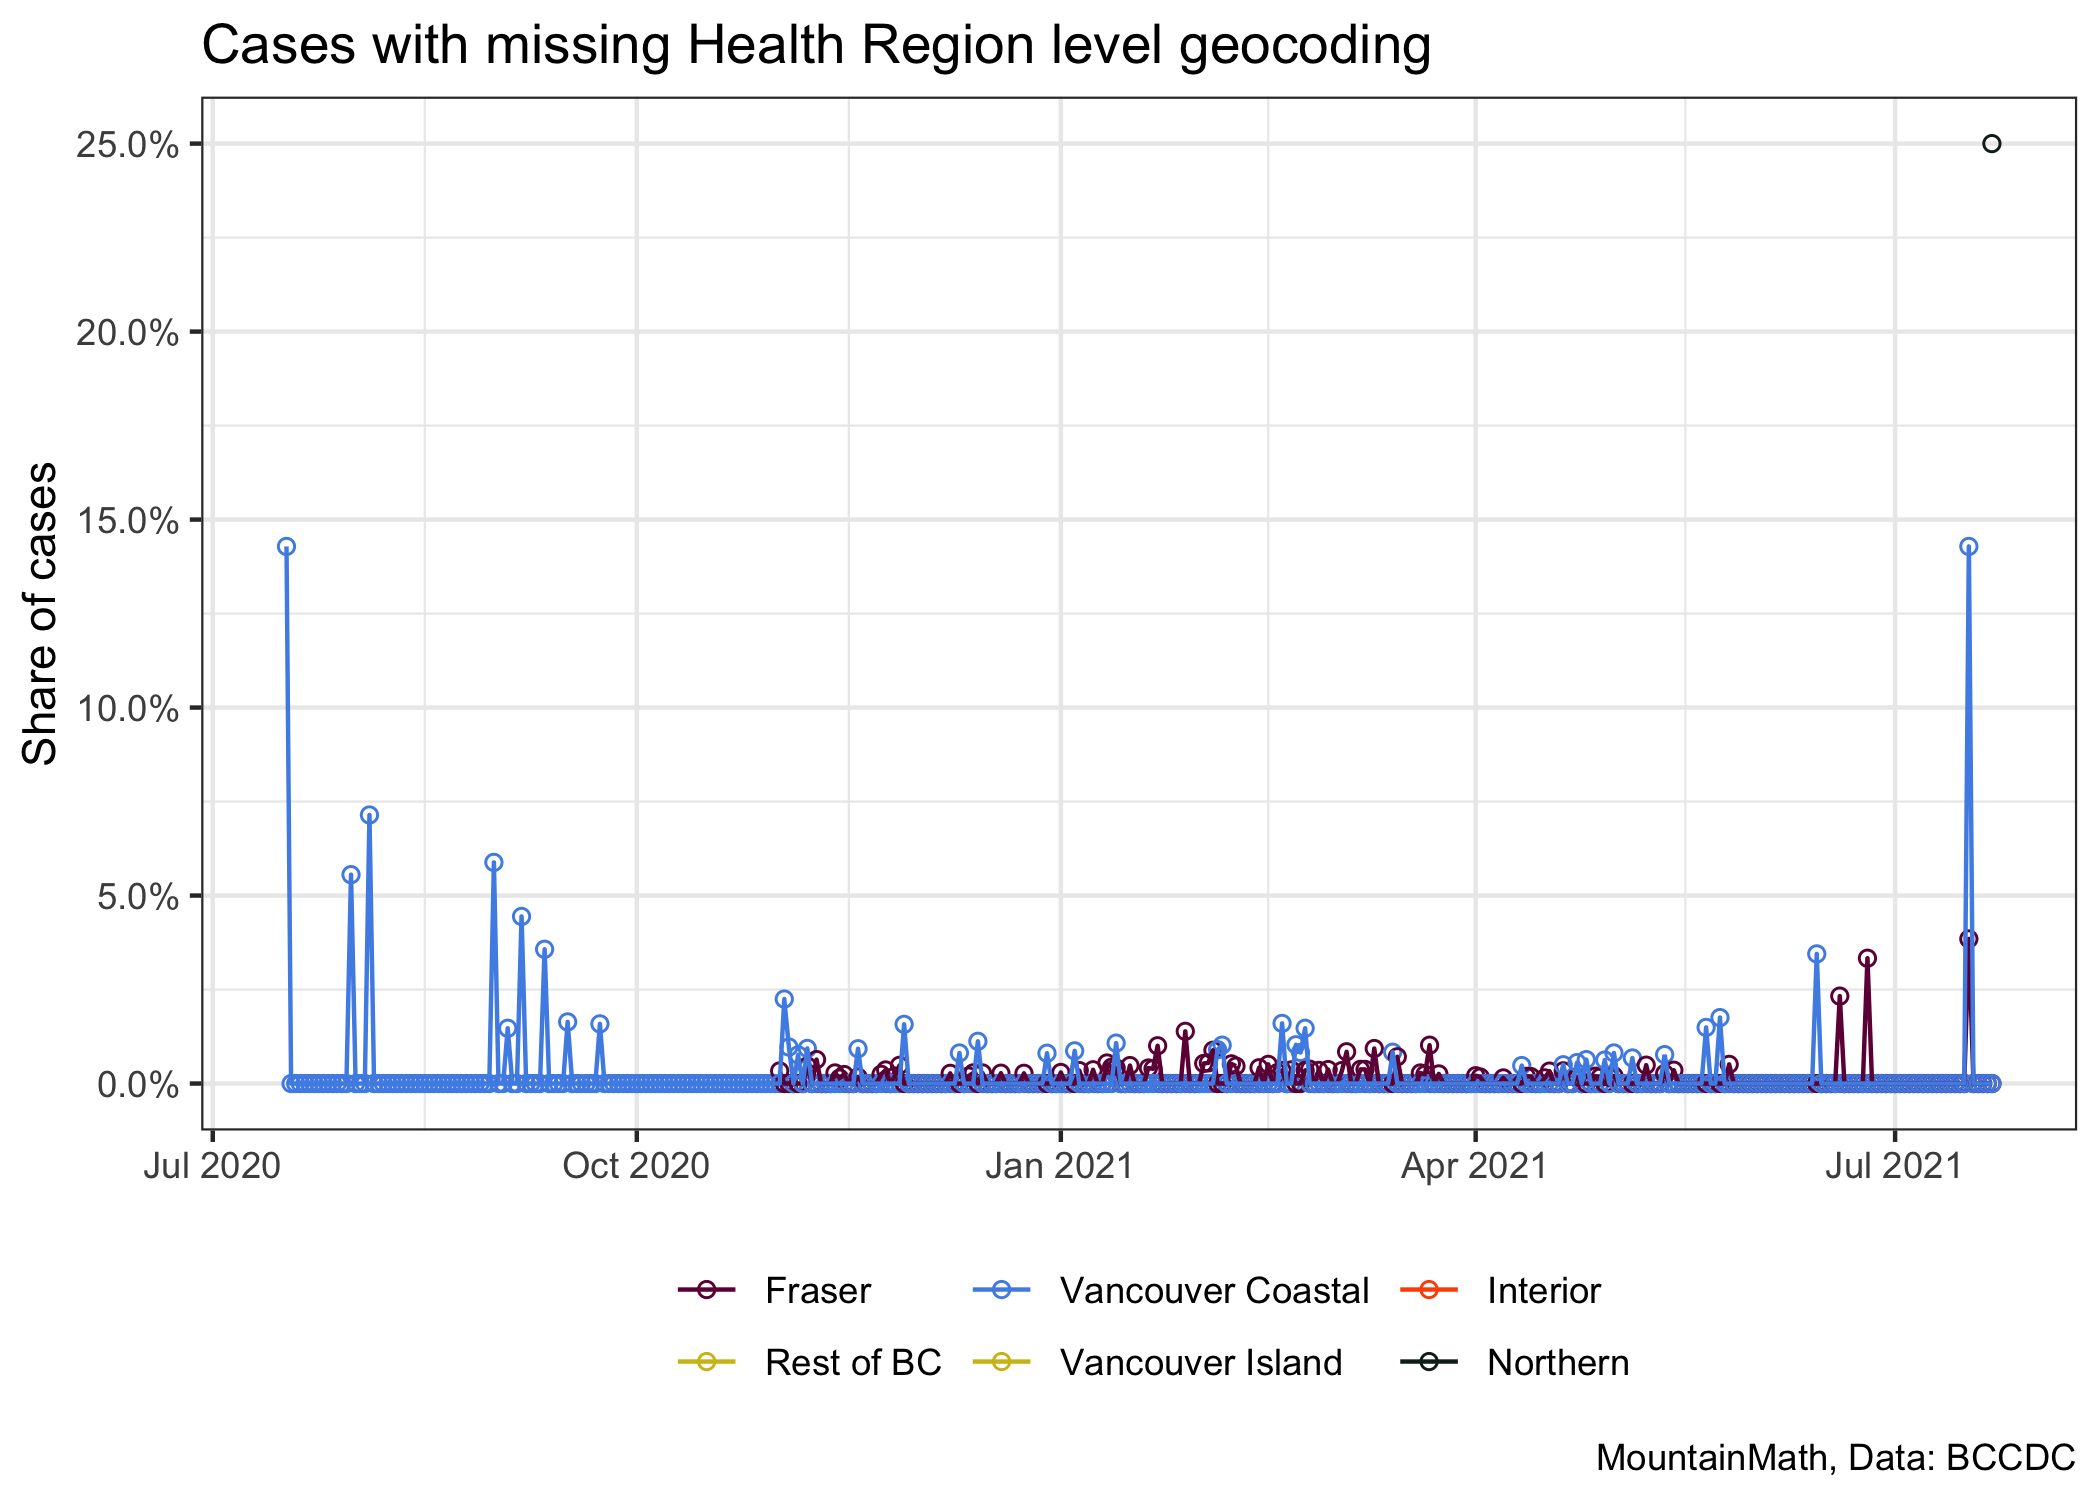 Cases with missing Health Region level geocoding
Share of cases
25.0%
20.0%
15.0%
10.0%
5.0%
0.0%
Jul 2020 Oct 2020 Jan 2021 Apr 2021 Jul 2021
Fraser Vancouver Coastal Interior
Rest of BC Vancouver Island Northern
MountainMath, Data: BCCDC